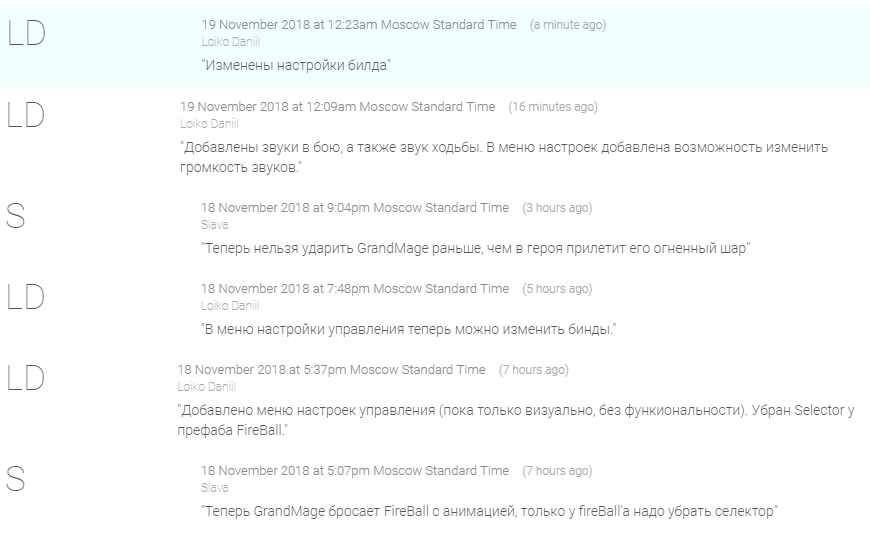 LD
19 November 2018 at 12:23am Moscow Standard Time (a minute ago)
Loiko Daniil
"Изменены настройки билда"
LD
19 November 2018 at 12:09am Moscow Standard Time (16 minutes ago)
Loiko Daniil
"Добавлены звуки в бою, а также звук ходьбы. В меню настроек добавлена возможность изменить
громкость звуков."
S
18 November 2018 at 9:04pm Moscow Standard Time (3 hours ago)
Slava
"Теперь нельзя ударить GrandMage раньше, чем в героя прилетит его огненный шар"
LD
18 November 2018 at 7:48pm Moscow Standard Time (5 hours ago)
Loiko Daniil
"В меню настройки управления теперь можно изменить бинды."
LD
18 November 2018 at 5:37pm Moscow Standard Time (7 hours ago)
Loiko Daniil
"Добавлено меню настроек управления (пока только визуально, без функиональности). Убран Selector у
префаба FireBall."
S
18 November 2018 at 5:07pm Moscow Standard Time (7 hours ago)
Slava
"Теперь GrandMage бросает FireBall с анимацией, только у fireBall'а надо убрать селектор"